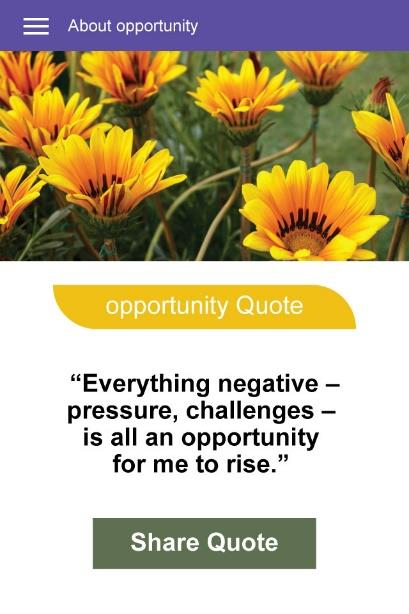 About opportunity
opportunity Quote
“Everything negative –
pressure, challenges –
is all an opportunity
for me to rise.”
Share Quote